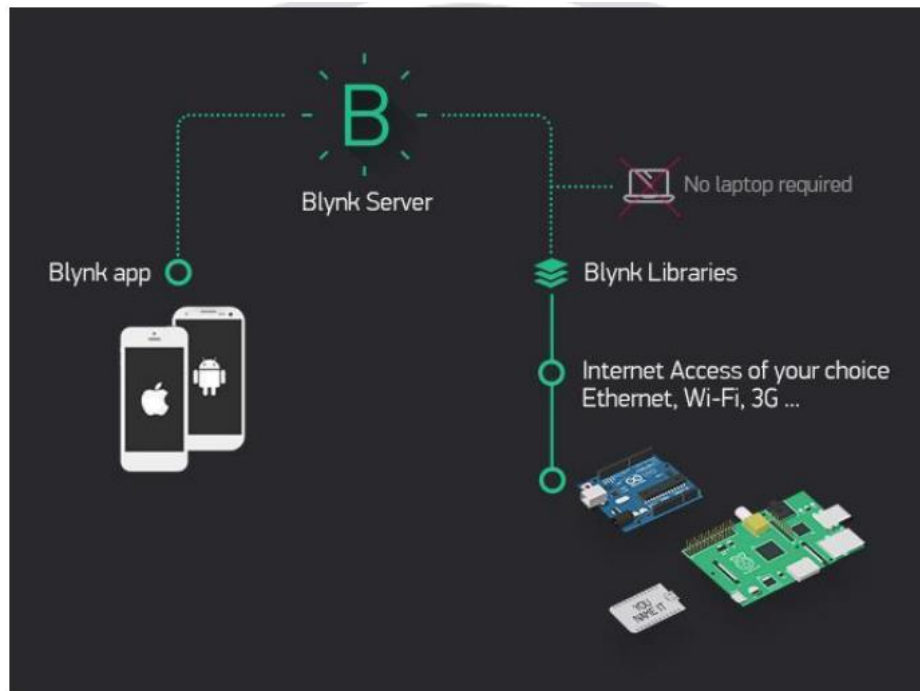 B
Blynk Server
No laptop required
Blynk app
Blynk Libraries
Internet Access of your choice
Ethernet, Wi-Fi, 3G ...
YOU
NAME IT